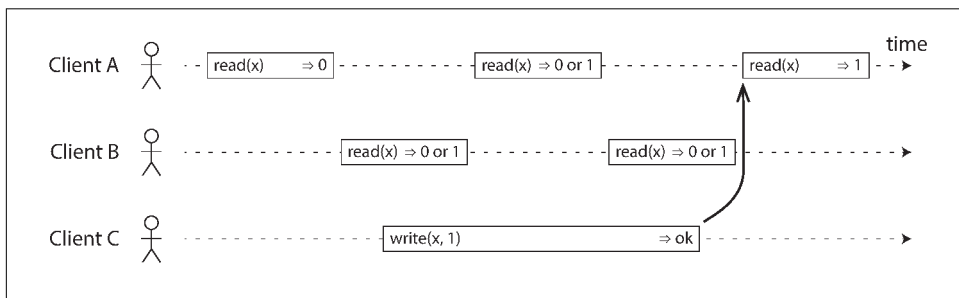 time
Client A read(x) ⇒ 0 read(x) ⇒ 0 or 1 read(x) ⇒ 1
Client B read(x) ⇒ 0 or 1 read(x) ⇒ 0 or 1
Client C write(x, 1) ⇒ ok